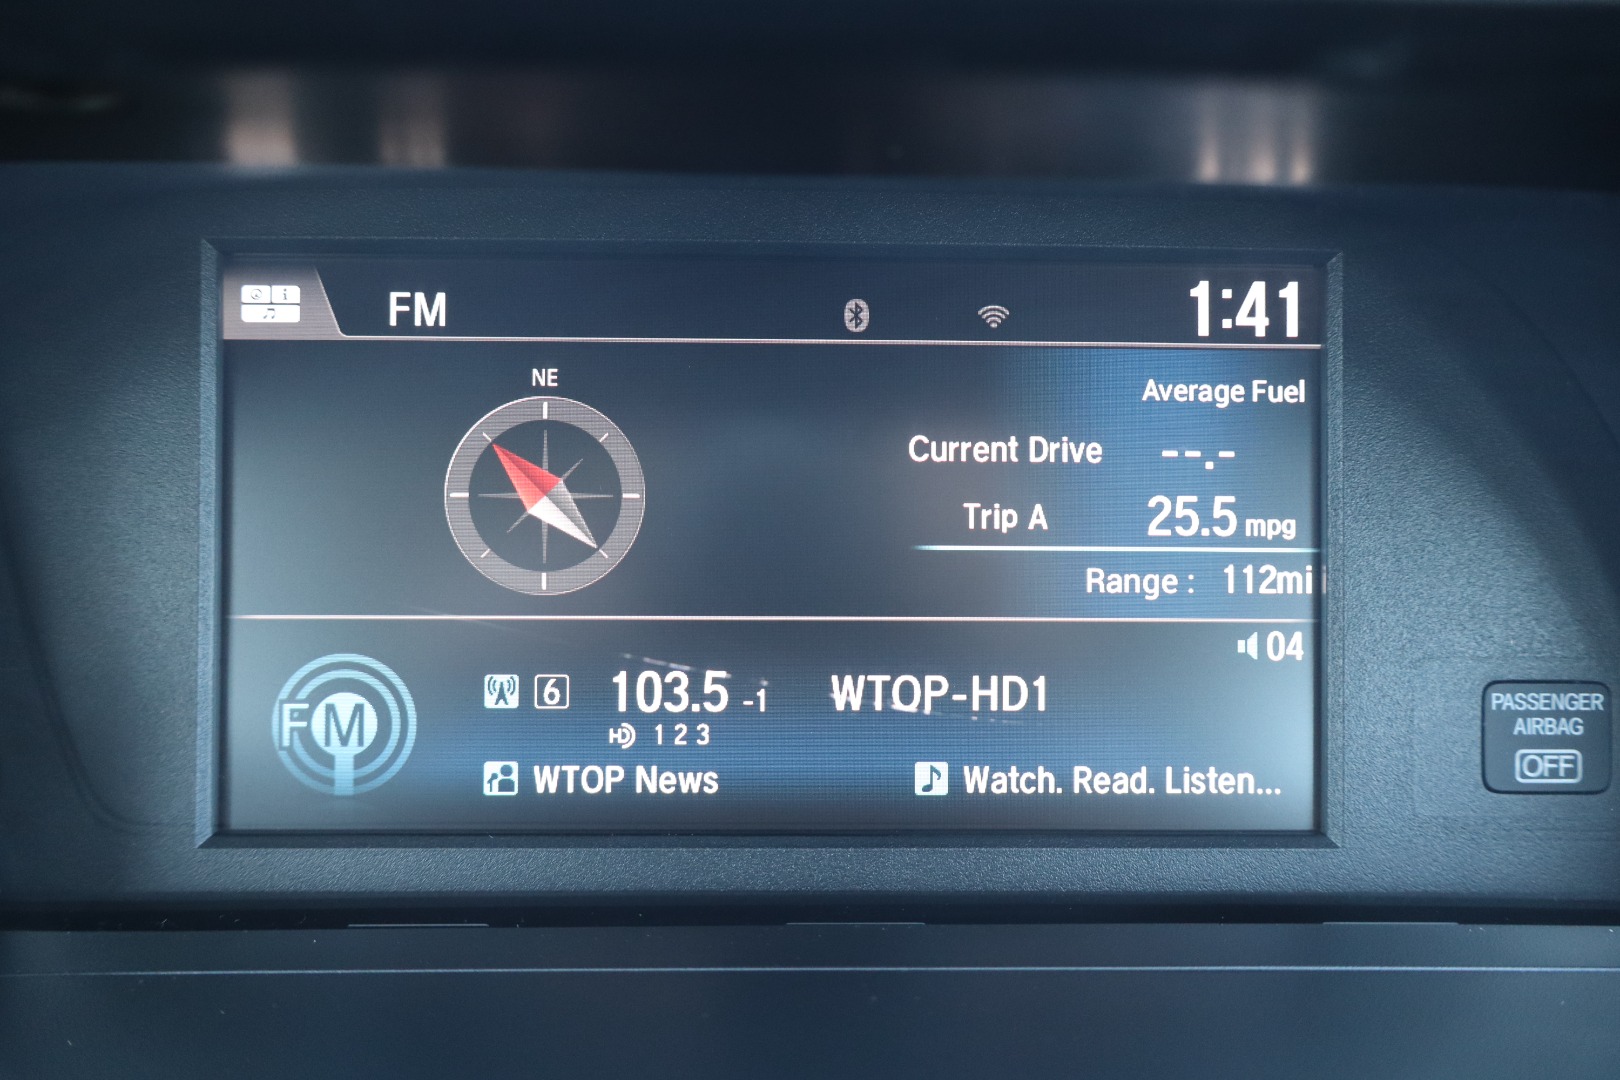 FM
1:41
NE
Average Fuel
Current Drive --.-
Trip A 25.5 mpg
Range : 112mi
04
FM
6 103.5 -1 WTOP-HD1
HD 1 2 3
WTOP News
Watch. Read. Listen...
PASSENGER
AIRBAG
OFF